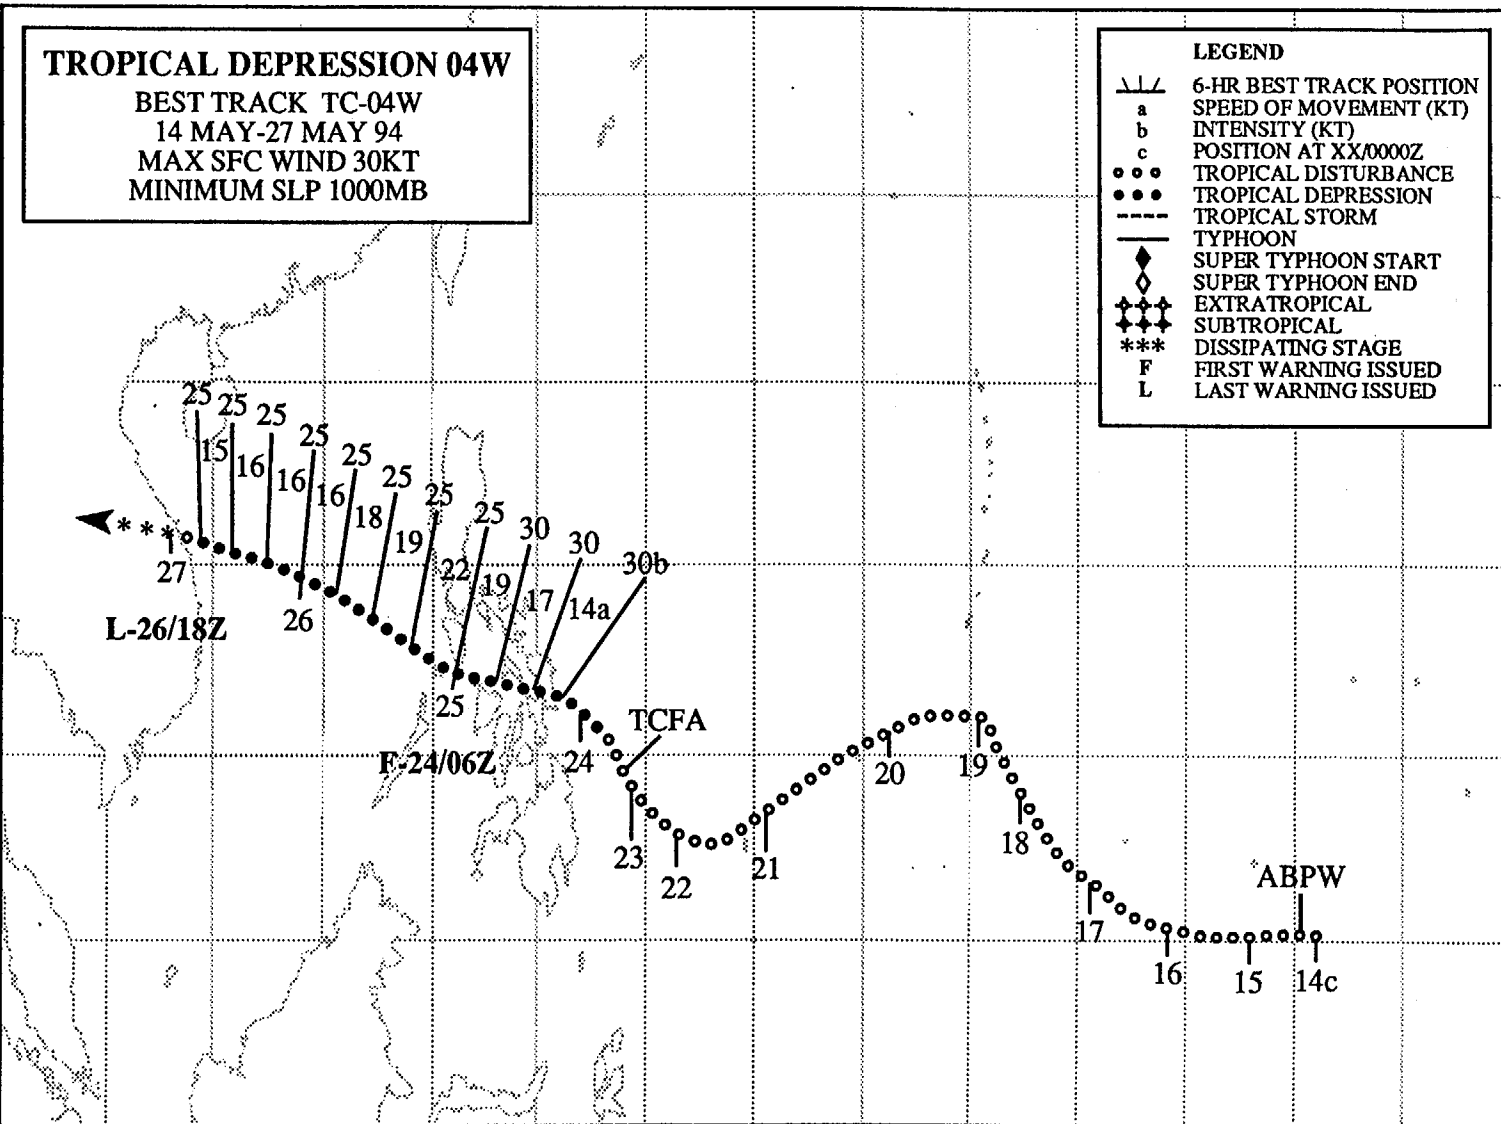 TROPICAL DEPRESSION 04W
BEST TRACK TC-04W
14 MAY-27 MAY 94
MAX SFC WIND 30KT
MINIMUM SLP 1000MB
LEGEND
6-HR BEST TRACK POSITION
a SPEED OF MOVEMENT (KT)
b INTENSITY (KT)
c POSITION AT XX/0000Z
TROPICAL DISTURBANCE
TROPICAL DEPRESSION
TROPICAL STORM
TYPHOON
SUPER TYPHOON START
SUPER TYPHOON END
EXTRATROPICAL
SUBTROPICAL
*** DISSIPATING STAGE
F FIRST WARNING ISSUED
L LAST WARNING ISSUED
25
25
25
25
25
25
25
25
30
30
30b
15
16
16
16
18
19
22
19
17
14a
27
26
25
L-26/18Z
F-24/06Z
24
TCFA
23
22
21
20
19
18
17
16
15
14c
ABPW